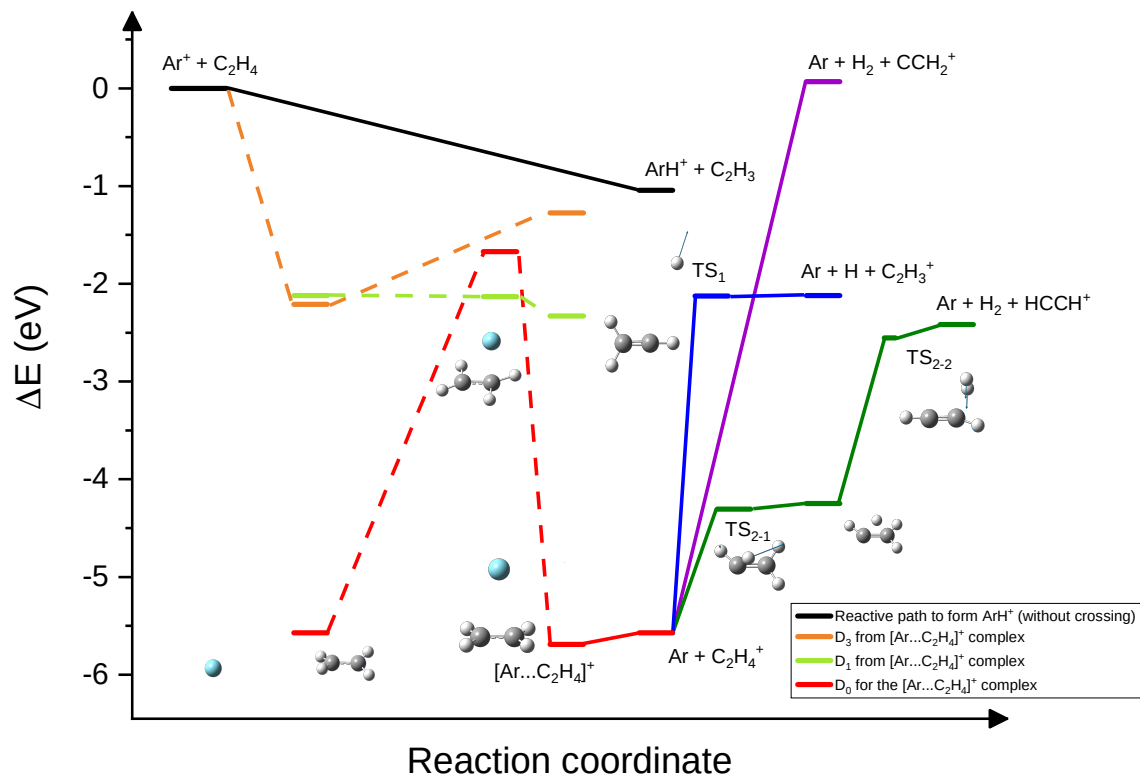 Ar⁺ + C₂H₄
Ar + H₂ + CCH₂⁺
0
ArH⁺ + C₂H₃
-1
TS₁
Ar + H + C₂H₃⁺
-2
Ar + H₂ + HCCH⁺
ΔE (eV)
-3
TS₂₋₂
-4
TS₂₋₁
-5
[Ar...C₂H₄]⁺
Ar + C₂H₄⁺
-6
Reactive path to form ArH⁺ (without crossing)
D₃ from [Ar...C₂H₄]⁺ complex
D₁ from [Ar...C₂H₄]⁺ complex
D₀ for the [Ar...C₂H₄]⁺ complex
Reaction coordinate